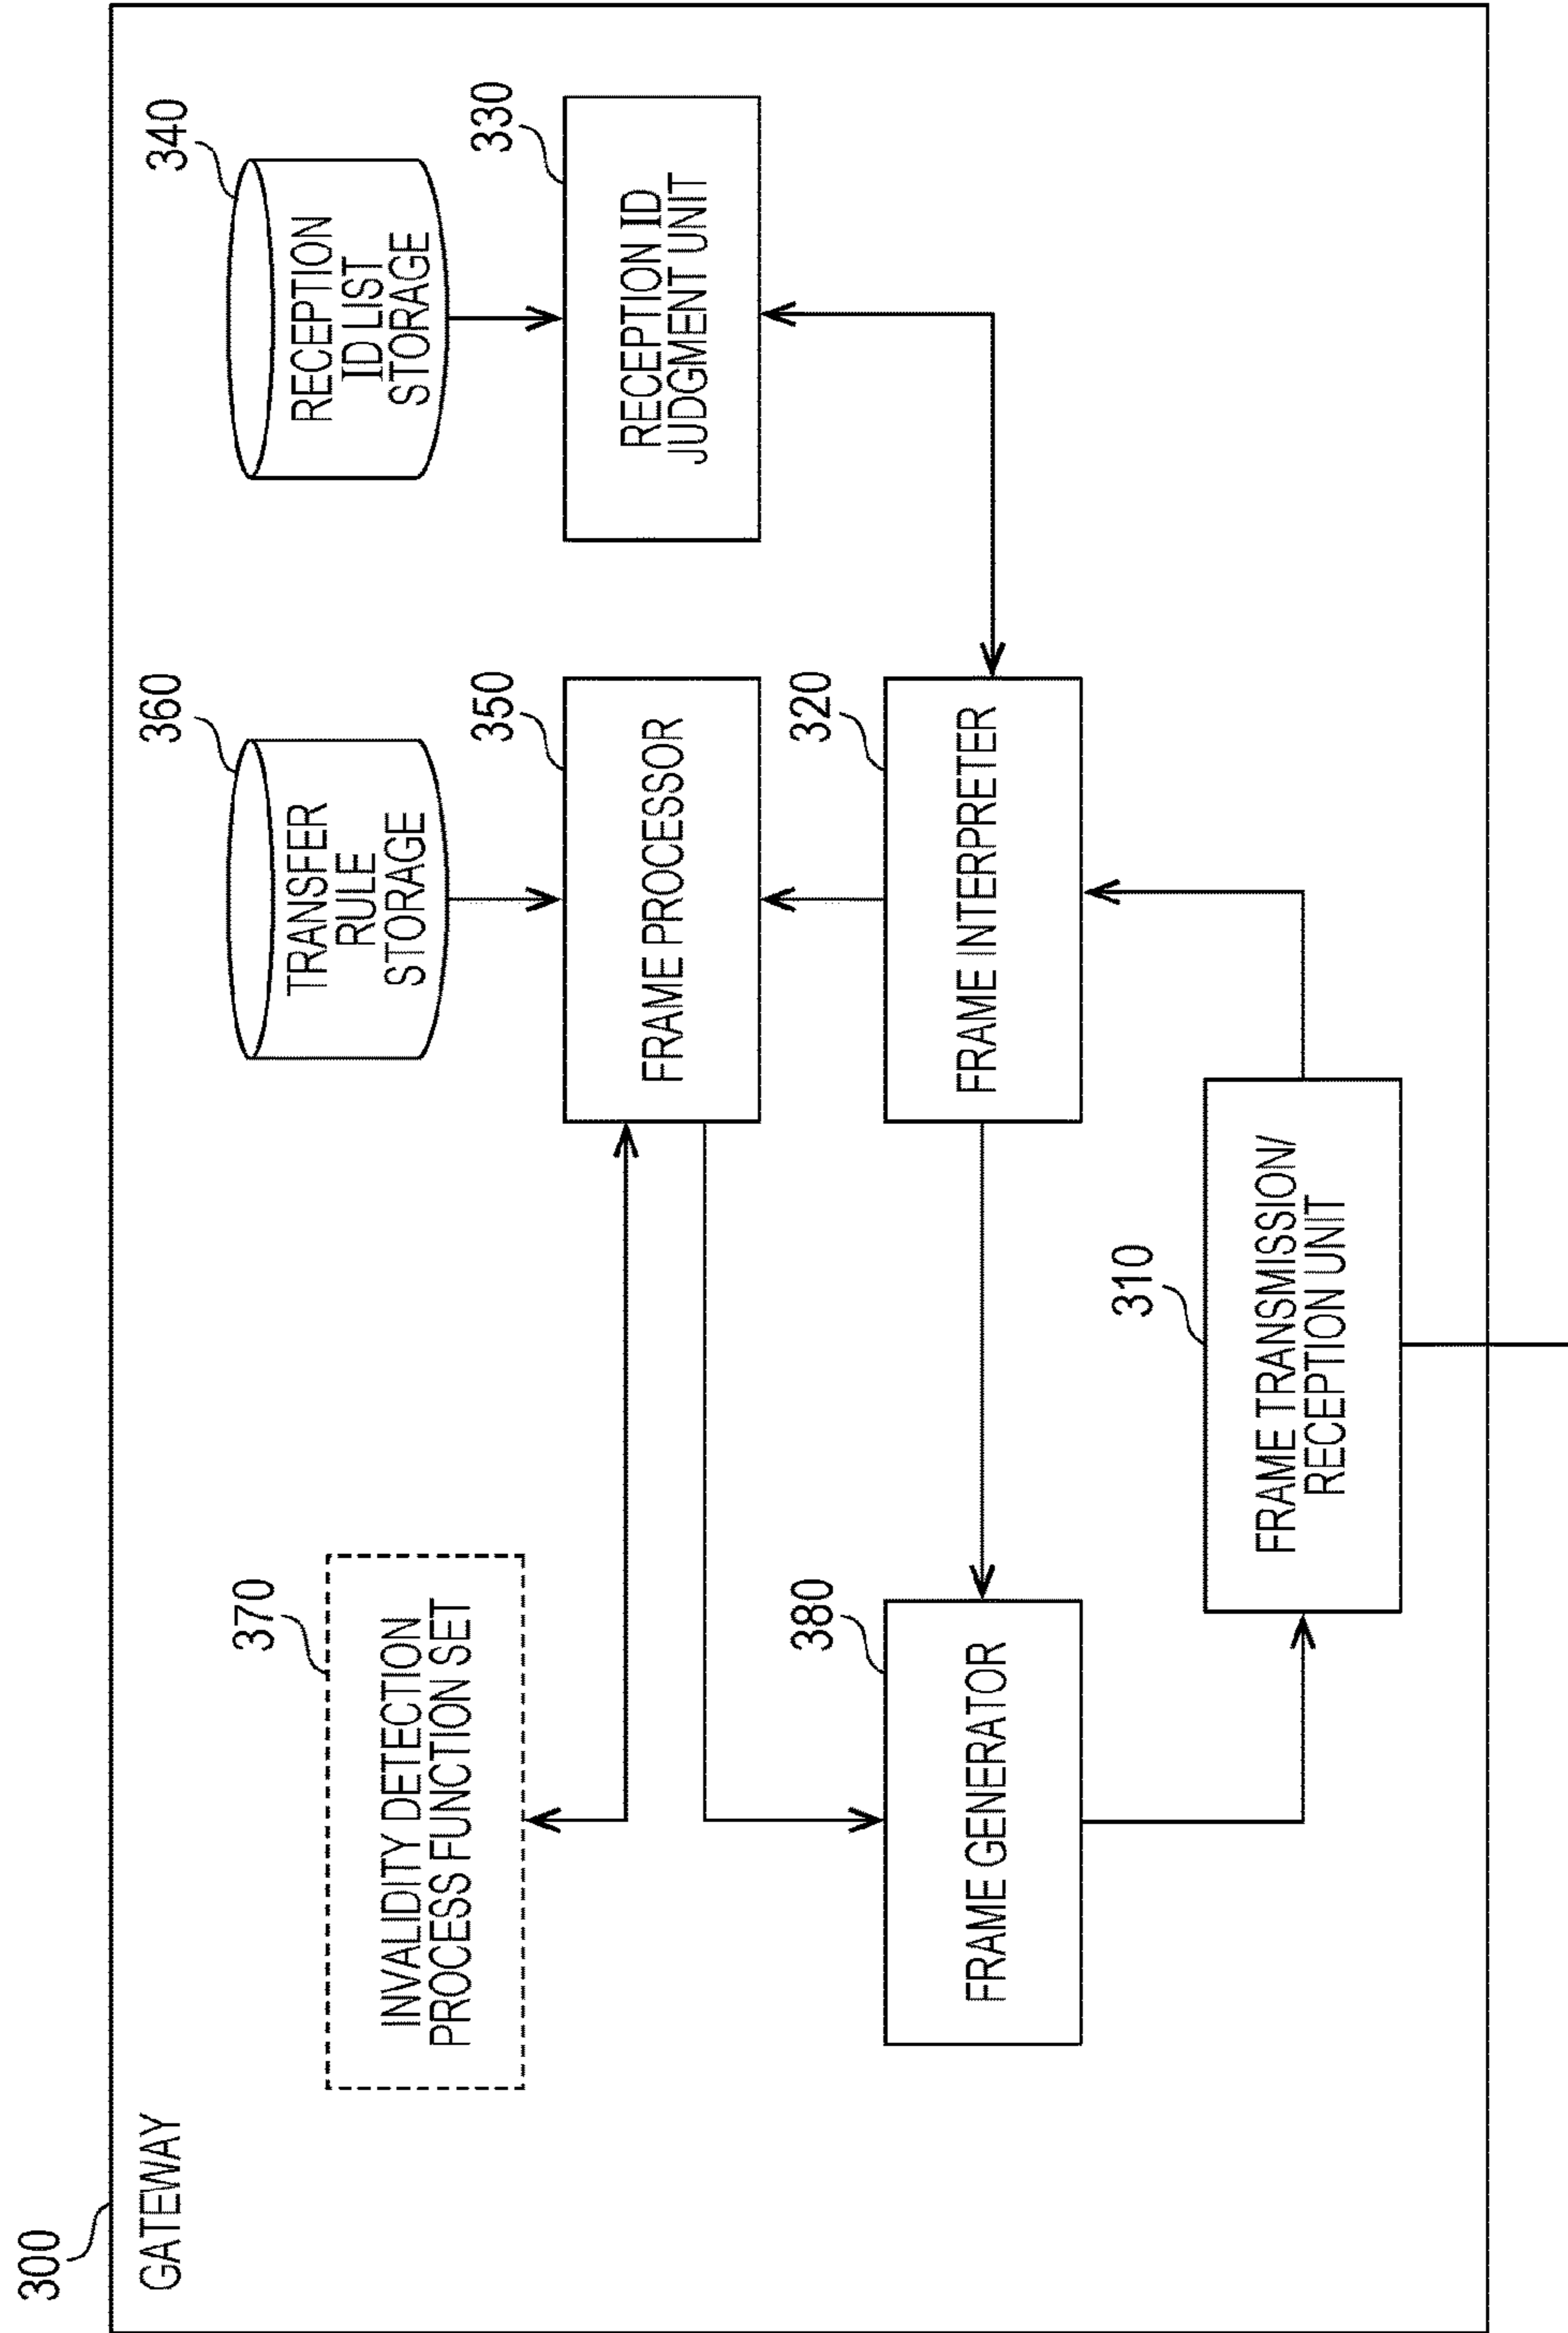 300
GATEWAY
370
INVALIDITY DETECTION
PROCESS FUNCTION SET
360
TRANSFER
RULE
STORAGE
340
RECEPTION
ID LIST
STORAGE
350
FRAME PROCESSOR
330
RECEPTION ID
JUDGMENT UNIT
380
FRAME GENERATOR
320
FRAME INTERPRETER
310
FRAME TRANSMISSION/
RECEPTION UNIT